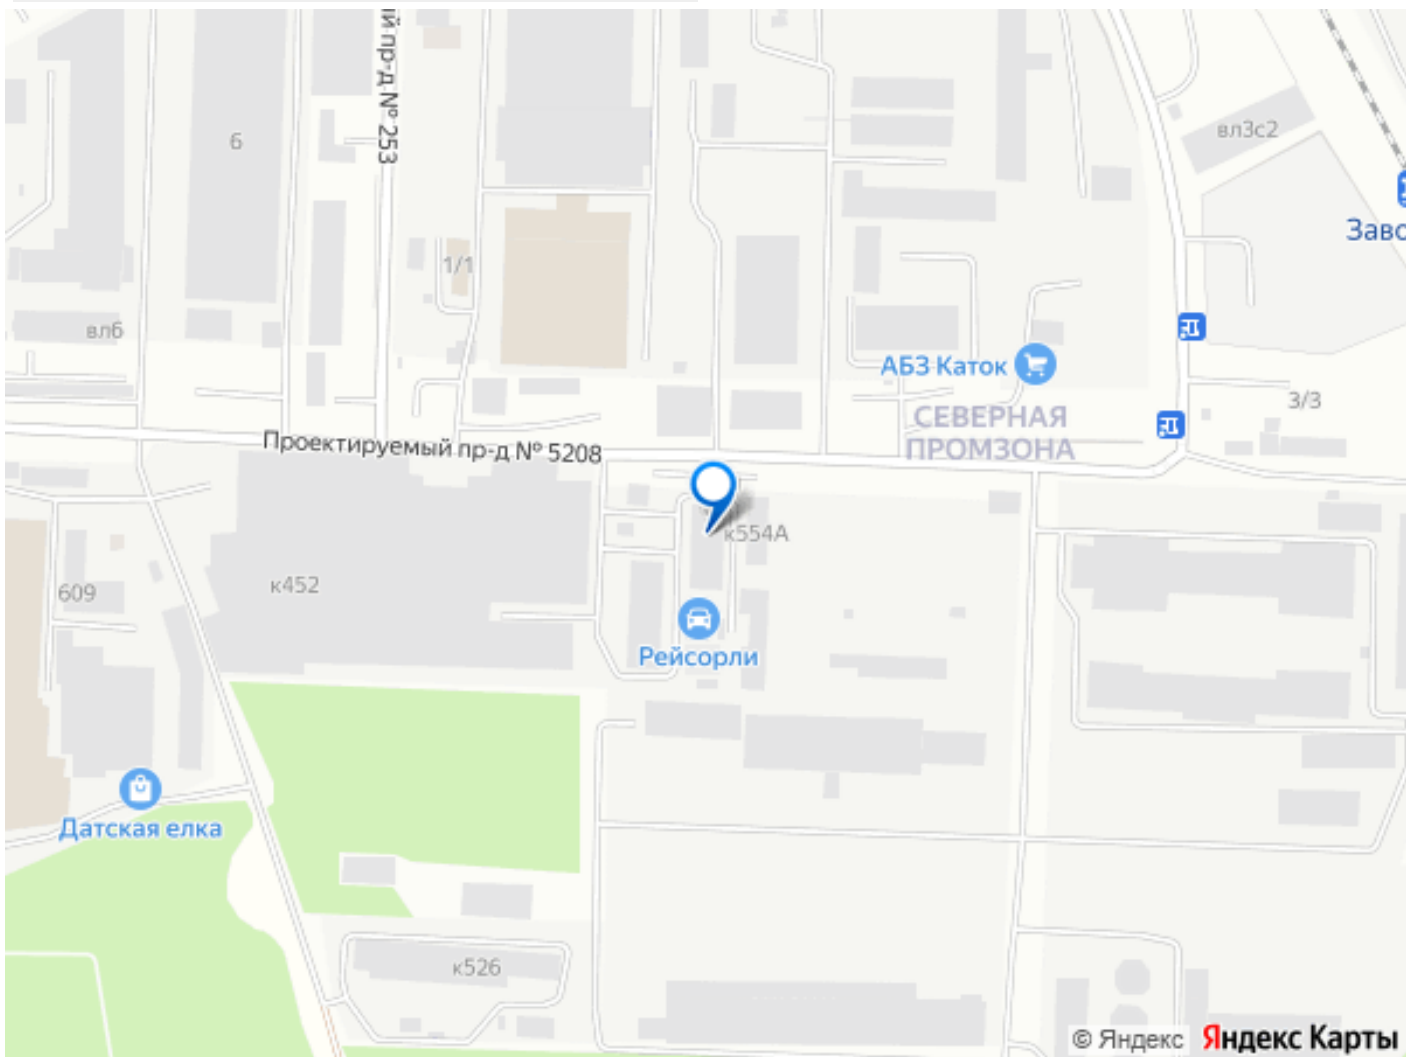 ий пр-д № 253
6
вл3с2
Заво
1/1
вл6
АБЗ Каток
3/3
СЕВЕРНАЯ
ПРОМЗОНА
Проектируемый пр-д № 5208
к554А
609
к452
Рейсорли
Датская елка
к526
© Яндекс Яндекс Карты